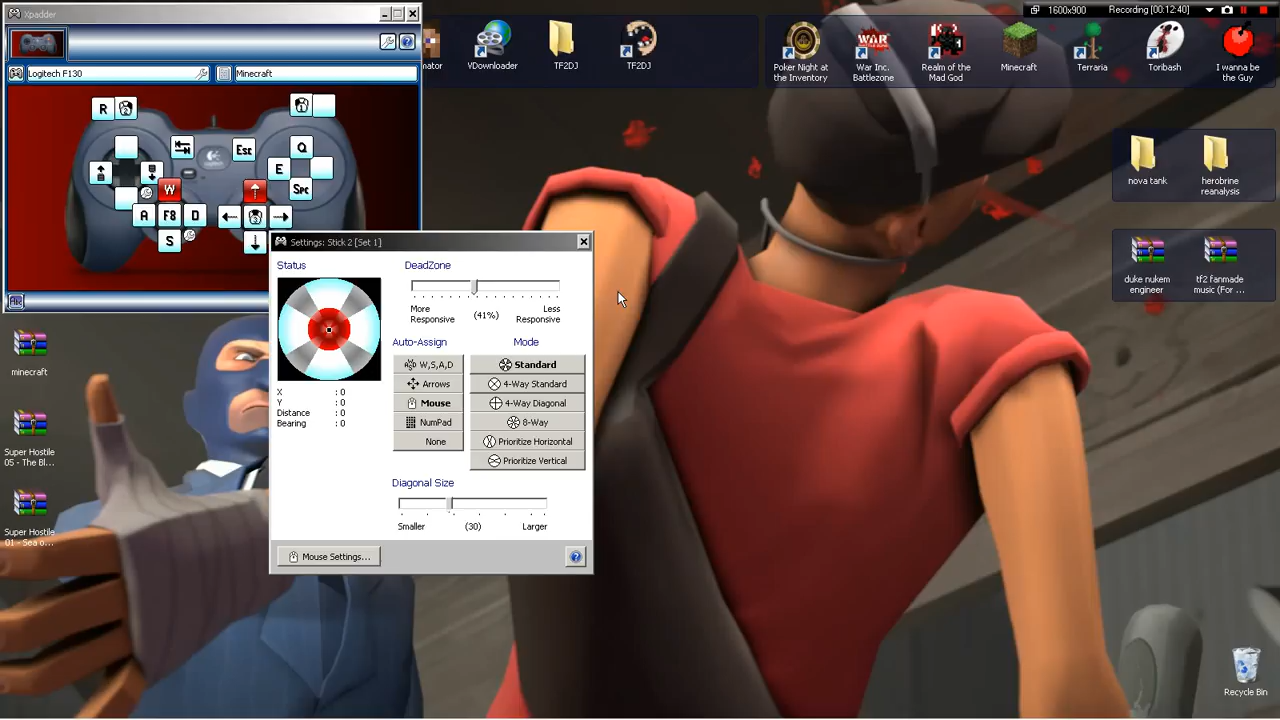 Xpadder
1600x900
Recording [00:12:40]
ator
VDownloader
TF2DJ
TF2DJ
Poker Night at
the Inventory
War Inc.
Battlezone
Realm of the
Mad God
Minecraft
Terraria
Toribash
I wanna be
the Guy
Logitech F130
Minecraft
R
Esc
Q
E
Spc
W
A
F8
D
S
nova tank
herobrine
reanalysis
duke nukem
engineer
tf2 fanmade
music (For ...
minecraft
Super Hostile
05 - The Bl...
Super Hostile
01 - Sea o...
Settings: Stick 2 [Set 1]
Status
DeadZone
More
Responsive
(41%)
Less
Responsive
Auto-Assign
Mode
W,S,A,D
Standard
Arrows
4-Way Standard
Mouse
4-Way Diagonal
NumPad
8-Way
None
Prioritize Horizontal
Prioritize Vertical
X : 0
Y : 0
Distance : 0
Bearing : 0
Diagonal Size
Smaller
(30)
Larger
Mouse Settings...
Recycle Bin